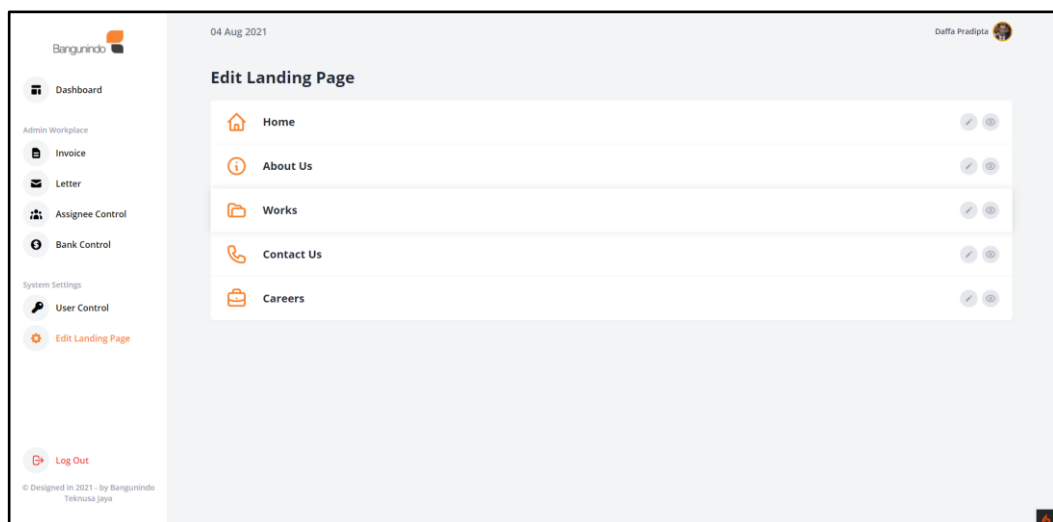 Bangunindo
Dashboard
Admin Workplace
Invoice
Letter
Assignee Control
Bank Control
System Settings
User Control
Edit Landing Page
Log Out
© Designed in 2021 - by Bangunindo
Teknusa Jaya
04 Aug 2021
Daffa Pradipta
Edit Landing Page
Home
About Us
Works
Contact Us
Careers